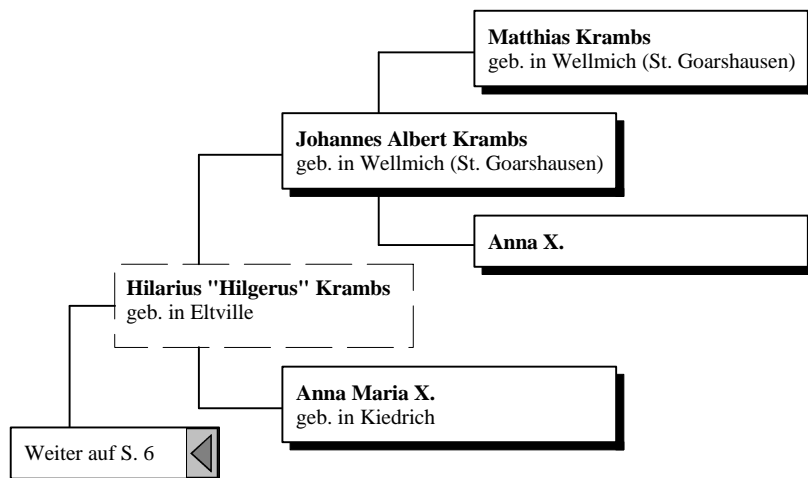 Matthias Krambs
geb. in Wellmich (St. Goarshausen)
Johannes Albert Krambs
geb. in Wellmich (St. Goarshausen)
Anna X.
Hilarius "Hilgerus" Krambs
geb. in Eltville
Anna Maria X.
geb. in Kiedrich
Weiter auf S. 6